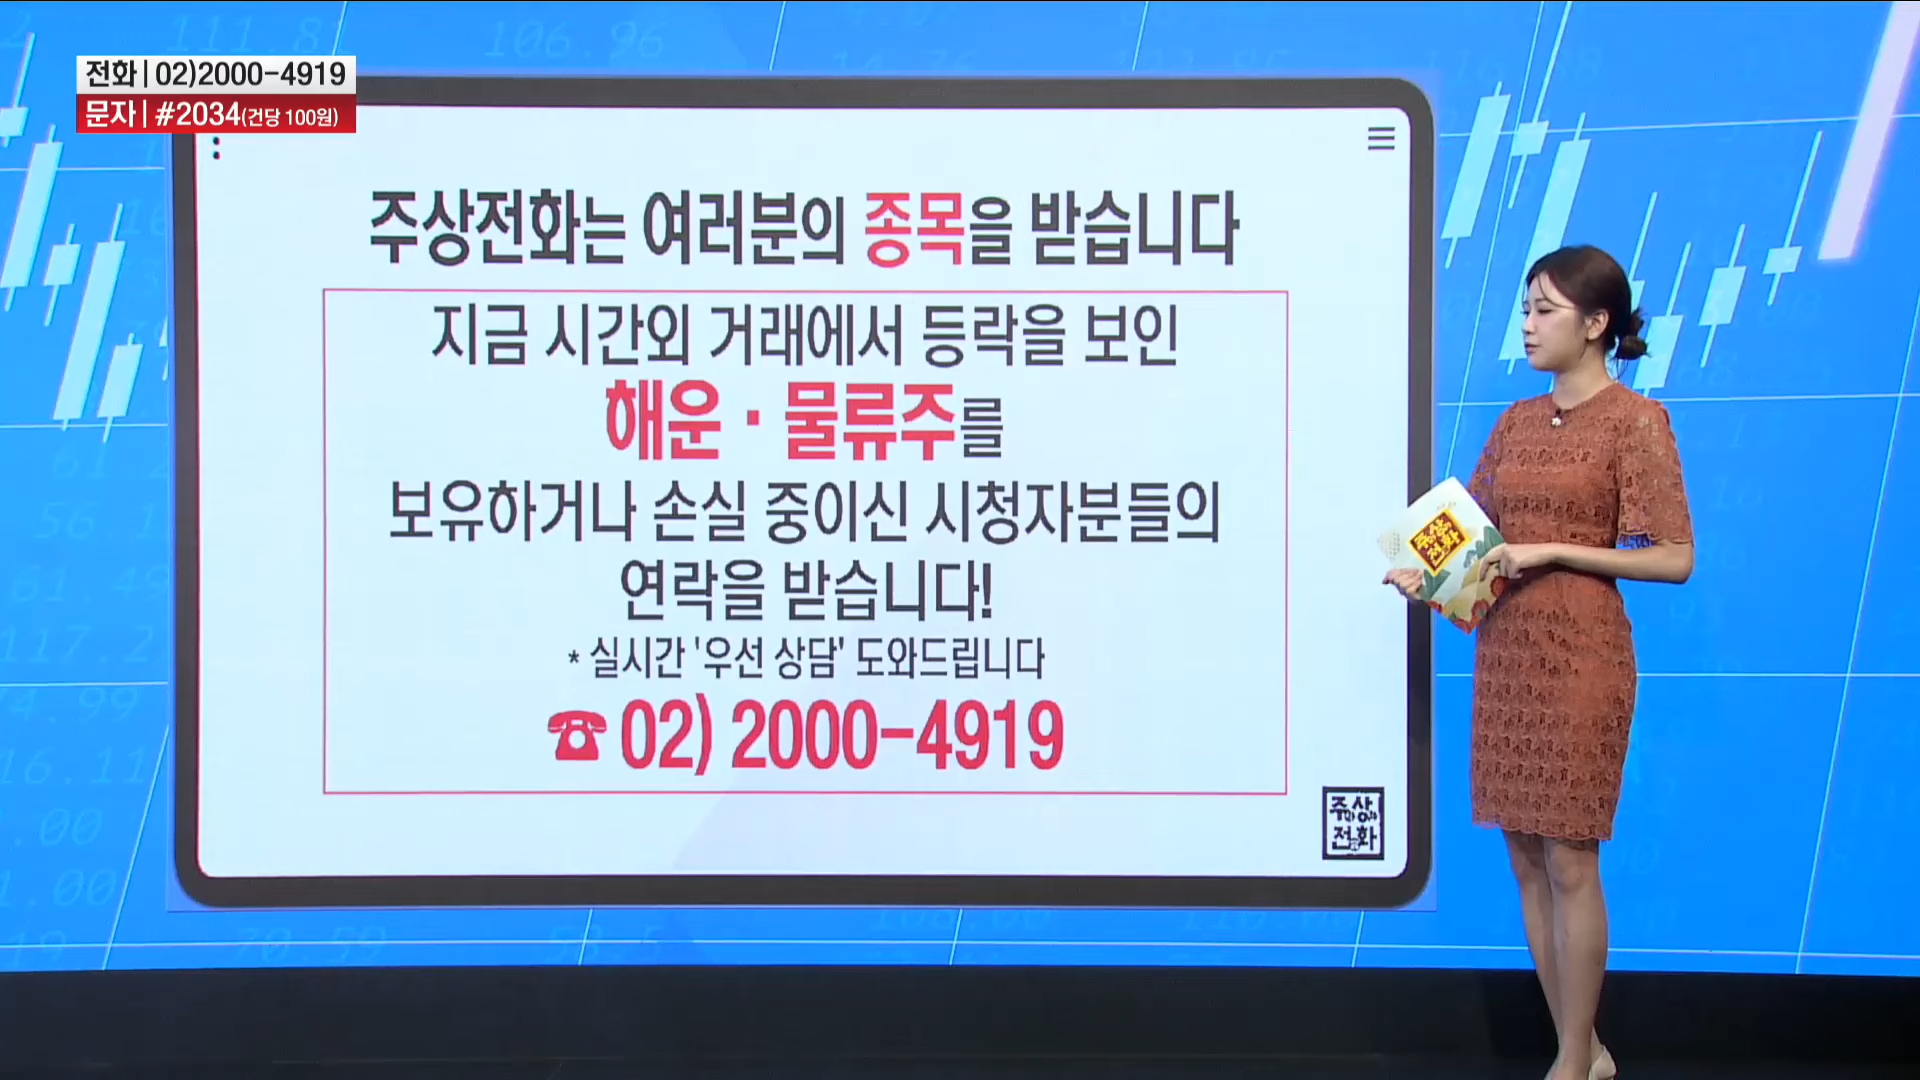 전화 | 02)2000-4919
문자 | #2034(건당 100원)
주상전화는 여러분의 종목을 받습니다
지금 시간외 거래에서 등락을 보인
해운·물류주를
보유하거나 손실 중이신 시청자분들의
연락을 받습니다!
* 실시간 '우선 상담' 도와드립니다
☎ 02) 2000-4919
주상
전화
주상
전화